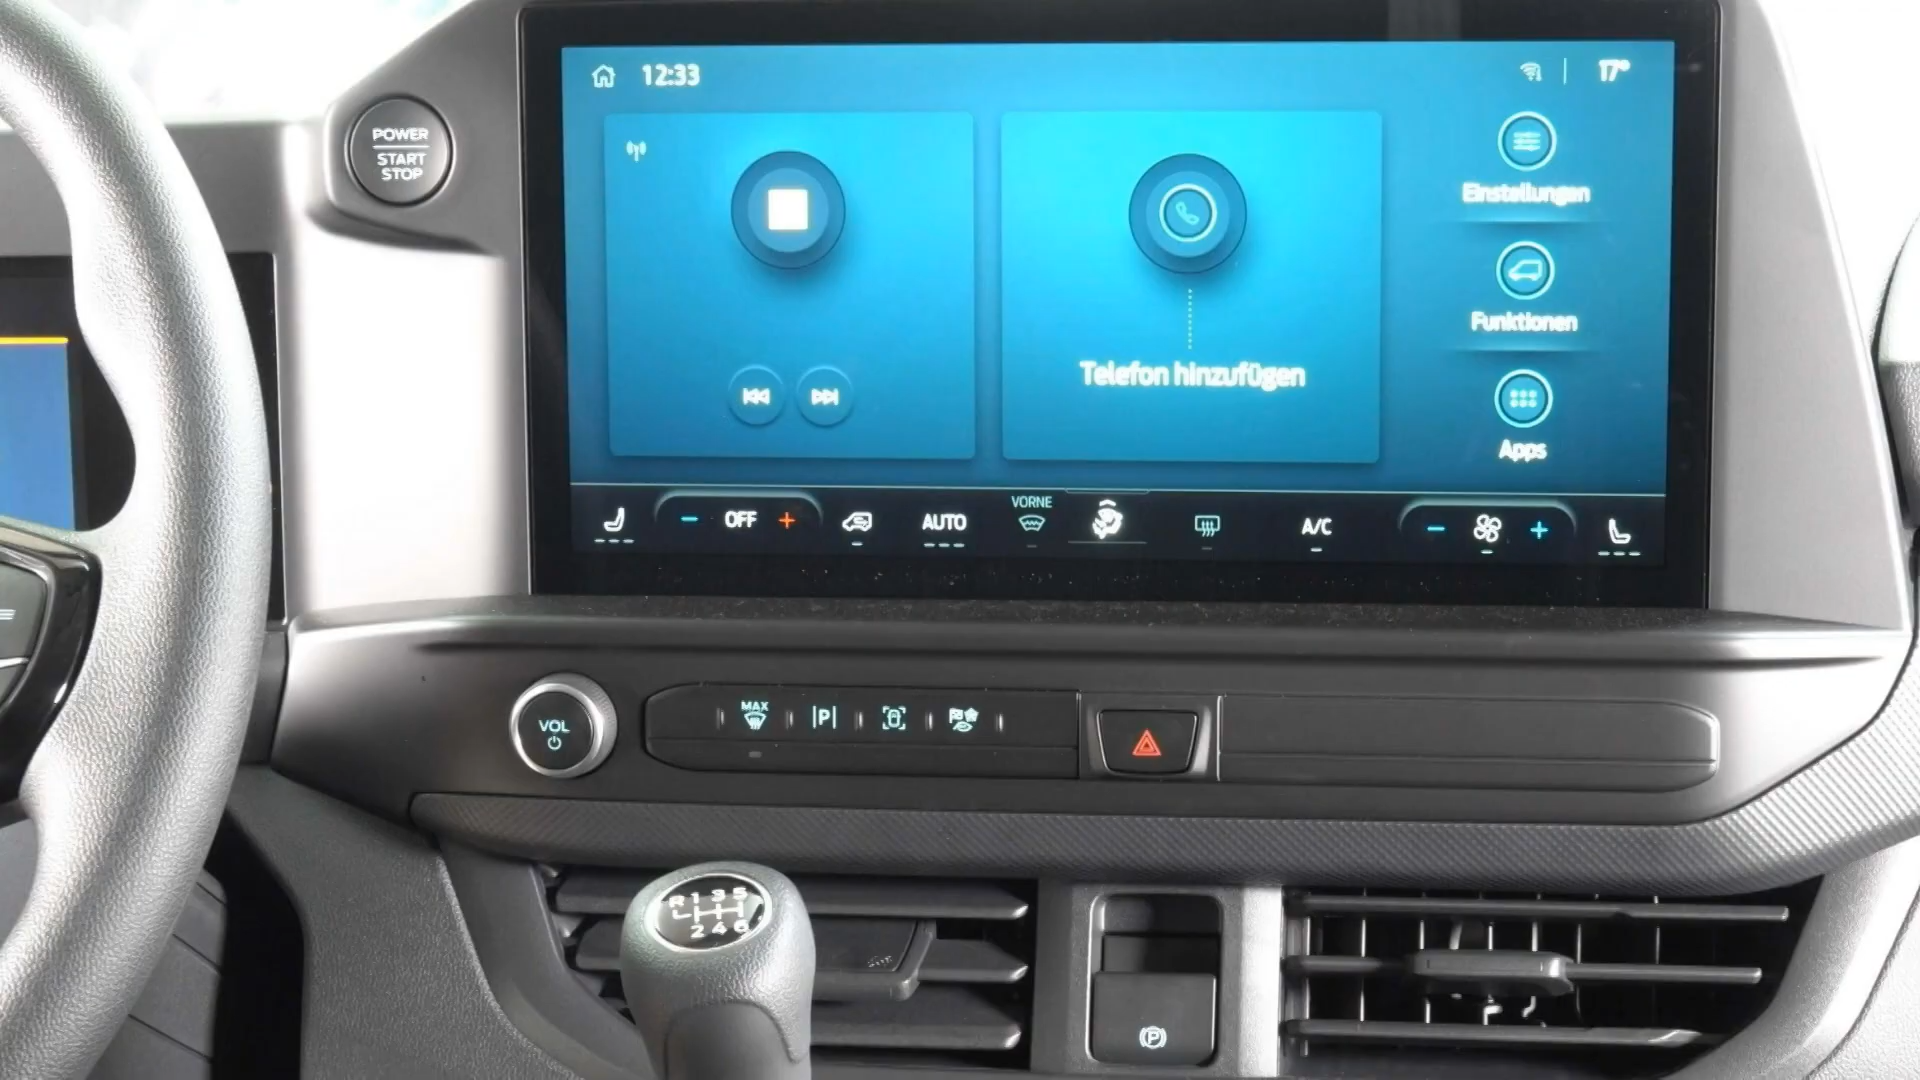 12:33
17°
POWER
START
STOP
Einstellungen
Funktionen
Telefon hinzufügen
Apps
OFF
AUTO
VORNE
A/C
MAX
P
VOL
R 1 3 5
2 4 6
P